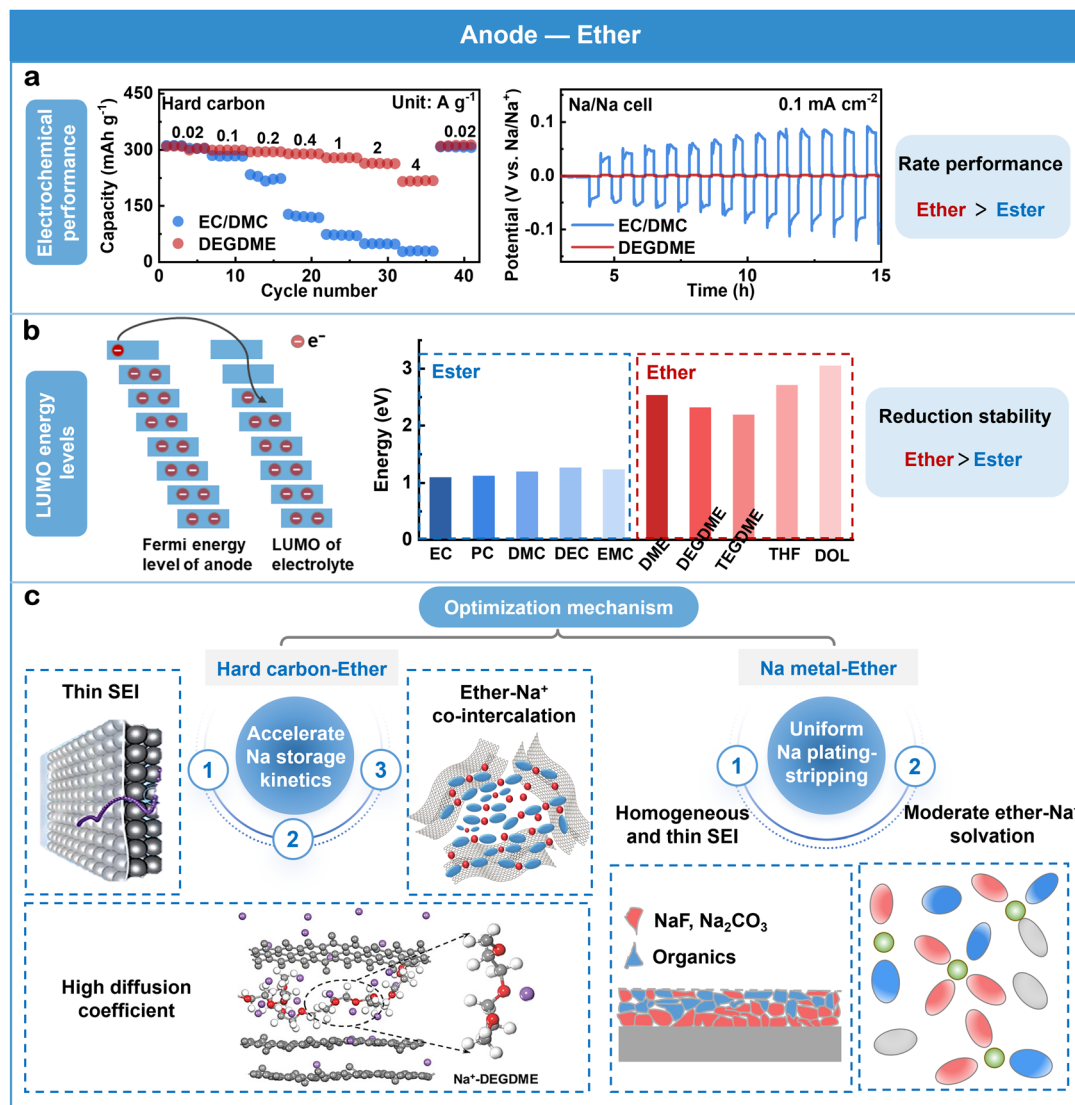 Anode — Ether
a
Electrochemical
performance
Capacity (mAh g⁻¹)
450
300
150
0
Hard carbon
Unit: A g⁻¹
0.02
0.1
0.2
0.4
1
2
4
0.02
EC/DMC
DEGDME
0
10
20
30
40
Cycle number
Potential (V vs. Na/Na⁺)
0.1
0.0
-0.1
Na/Na cell
0.1 mA cm⁻²
EC/DMC
DEGDME
5
10
15
Time (h)
Rate performance
Ether > Ester
b
LUMO energy
levels
e⁻
Fermi energy
level of anode
LUMO of
electrolyte
Energy (eV)
3
2
1
0
Ester
Ether
EC
PC
DMC
DEC
EMC
DME
DEGDME
TEGDME
THF
DOL
Reduction stability
Ether > Ester
c
Optimization mechanism
Hard carbon-Ether
Thin SEI
Accelerate
Na storage
kinetics
1
2
3
Ether-Na⁺
co-intercalation
High diffusion
coefficient
Na⁺-DEGDME
Na metal-Ether
Uniform
Na plating-
stripping
1
2
Homogeneous
and thin SEI
Moderate ether-Na⁺
solvation
NaF, Na₂CO₃
Organics